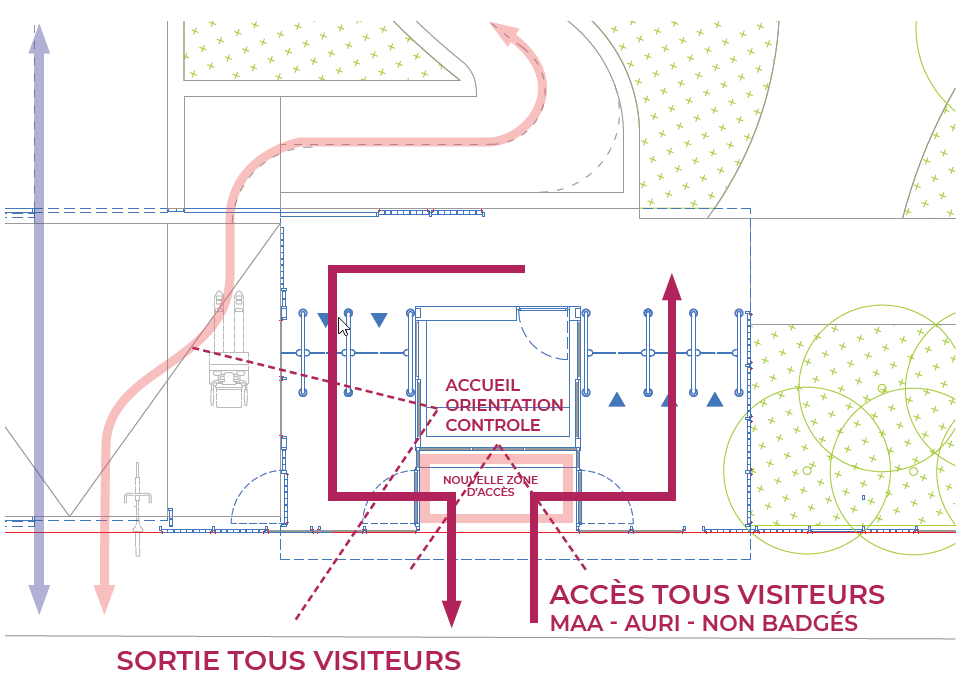 ACCUEIL
ORIENTATION
CONTROLE
NOUVELLE ZONE
D'ACCÈS
ACCÈS TOUS VISITEURS
MAA - AURI - NON BADGÉS
SORTIE TOUS VISITEURS